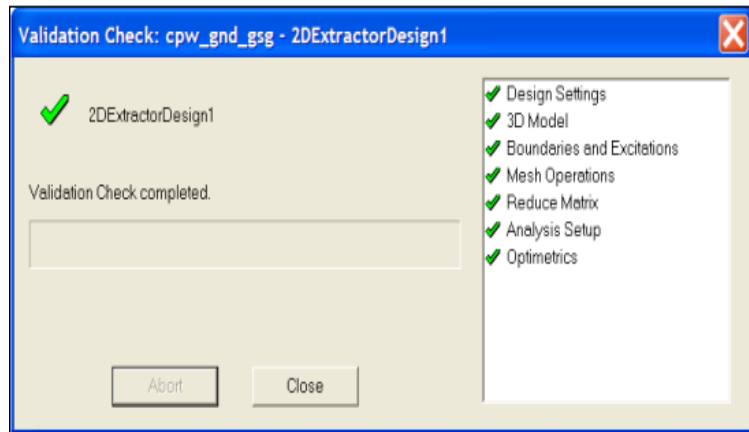 Validation Check: cpw_gnd_gsg - 2DExtractorDesign1
2DExtractorDesign1
Validation Check completed.
Abort
Close
Design Settings
3D Model
Boundaries and Excitations
Mesh Operations
Reduce Matrix
Analysis Setup
Optimetrics